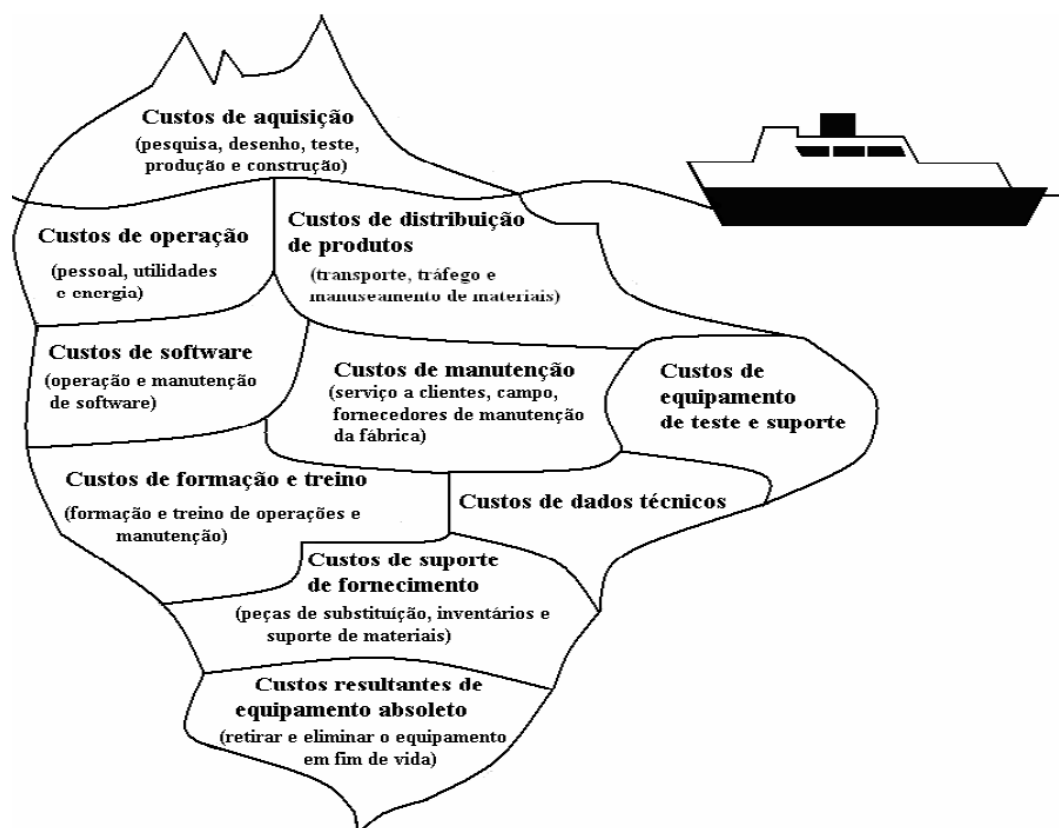 Custos de aquisição
(pesquisa, desenho, teste,
produção e construção)
Custos de operação
(pessoal, utilidades
e energia)
Custos de distribuição
de produtos
(transporte, tráfego e
manuseamento de materiais)
Custos de software
(operação e manutenção
de software)
Custos de manutenção
(serviço a clientes, campo,
fornecedores de manutenção
da fábrica)
Custos de
equipamento
de teste e suporte
Custos de formação e treino
(formação e treino de operações e
manutenção)
Custos de dados técnicos
Custos de suporte
de fornecimento
(peças de substituição, inventários e
suporte de materiais)
Custos resultantes de
equipamento absoleto
(retirar e eliminar o equipamento
em fim de vida)